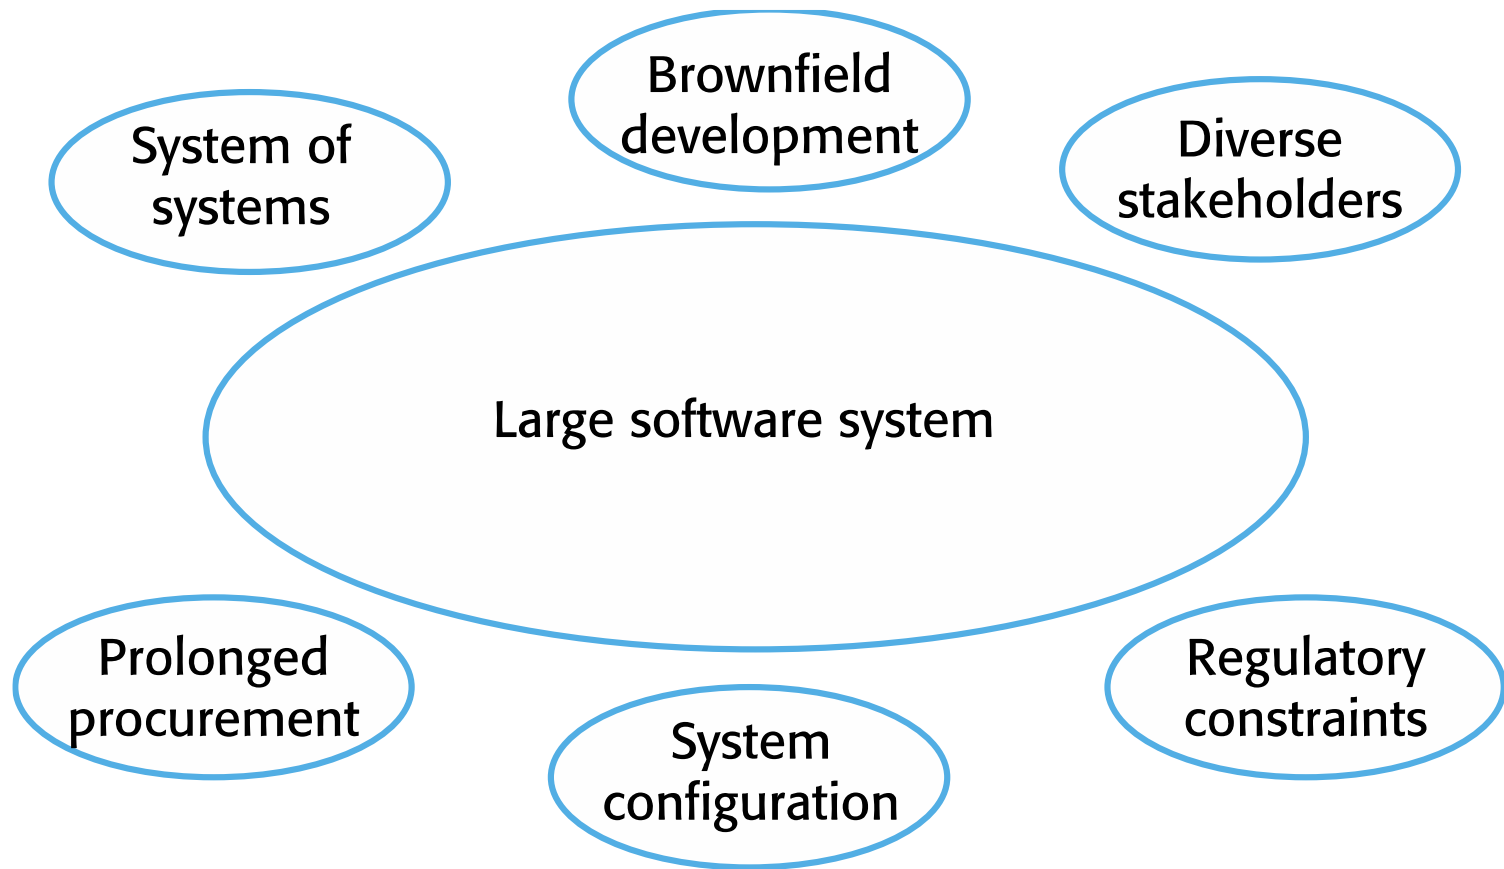 Brownfield
development
System of
systems
Diverse
stakeholders
Large software system
Prolonged
procurement
System
configuration
Regulatory
constraints